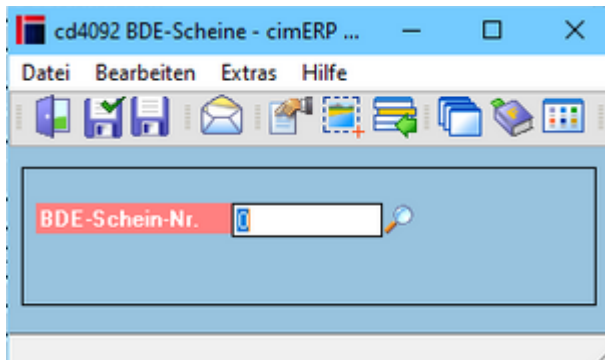 cd4092 BDE-Scheine - cimERP ...
Datei Bearbeiten Extras Hilfe
BDE-Schein-Nr. 0